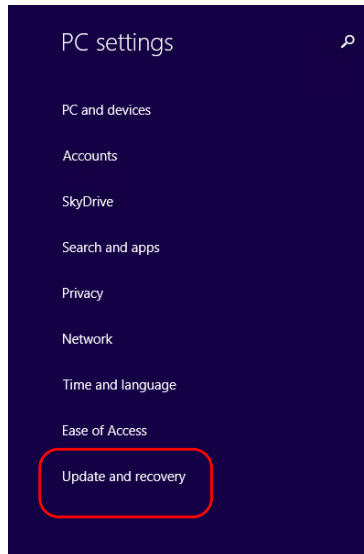 PC settings
PC and devices
Accounts
SkyDrive
Search and apps
Privacy
Network
Time and language
Ease of Access
Update and recovery